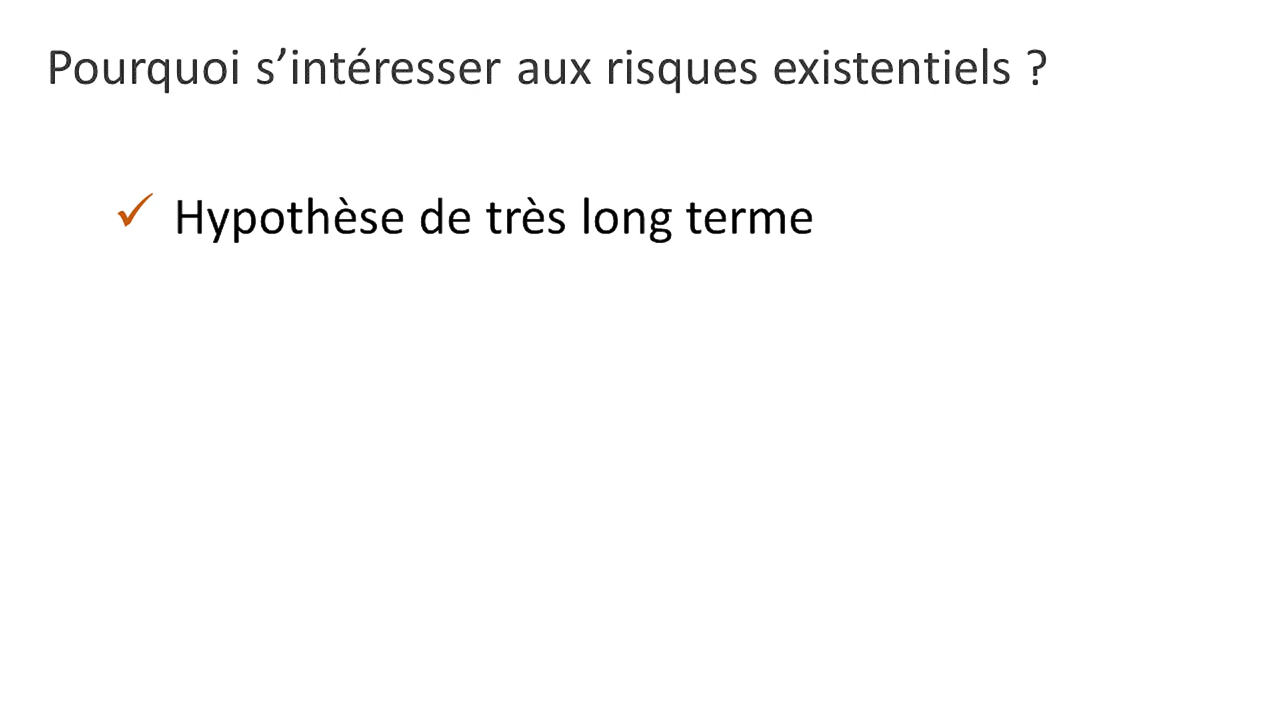 Pourquoi s’intéresser aux risques existentiels ?
✓ Hypothèse de très long terme